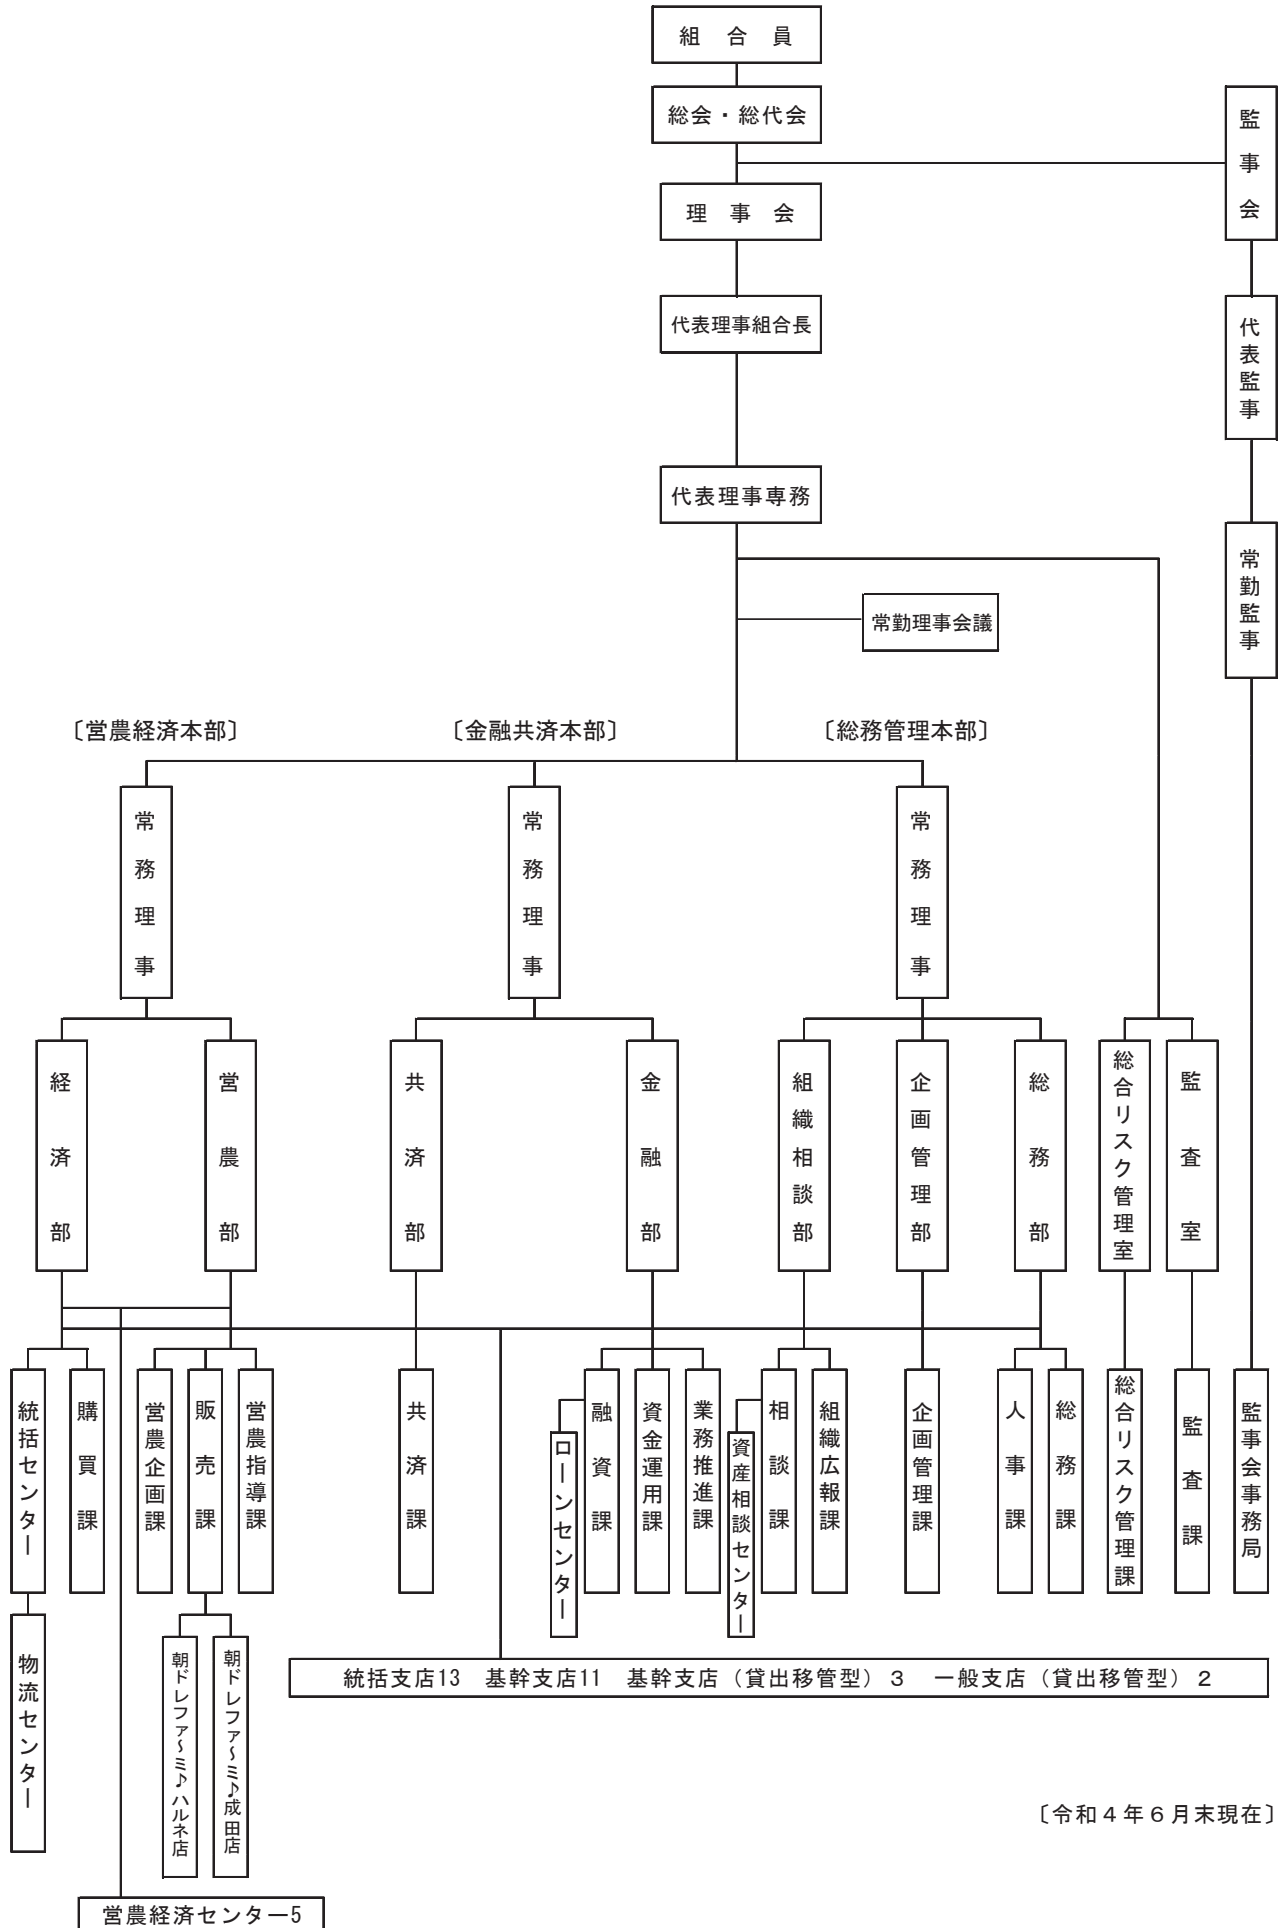 組合員
総会・総代会
監事会
理事会
代表理事組合長
代表監事
代表理事専務
常勤監事
常勤理事会議
〔営農経済本部〕
〔金融共済本部〕
〔総務管理本部〕
常務理事
常務理事
常務理事
経済部
営農部
共済部
金融部
組織相談部
企画管理部
総務部
総合リスク管理室
監査室
統括センター
購買課
営農企画課
販売課
営農指導課
共済課
ローンセンター
融資課
資金運用課
業務推進課
資産相談センター
相談課
組織広報課
企画管理課
人事課
総務課
総合リスク管理課
監査課
監事会事務局
物流センター
朝ドレファ～ミ♪ハルネ店
朝ドレファ～ミ♪成田店
統括支店13 基幹支店11 基幹支店（貸出移管型）３ 一般支店（貸出移管型）２
〔令和４年６月末現在〕
営農経済センター5